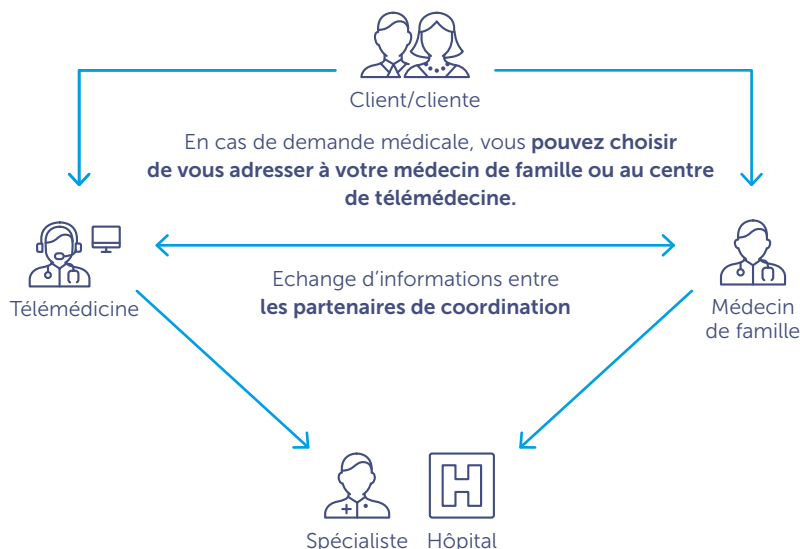 Client/cliente
En cas de demande médicale, vous pouvez choisir
de vous adresser à votre médecin de famille ou au centre
de télémédecine.
Télémédicine
Echange d'informations entre
les partenaires de coordination
Médecin
de famille
Spécialiste
Hôpital